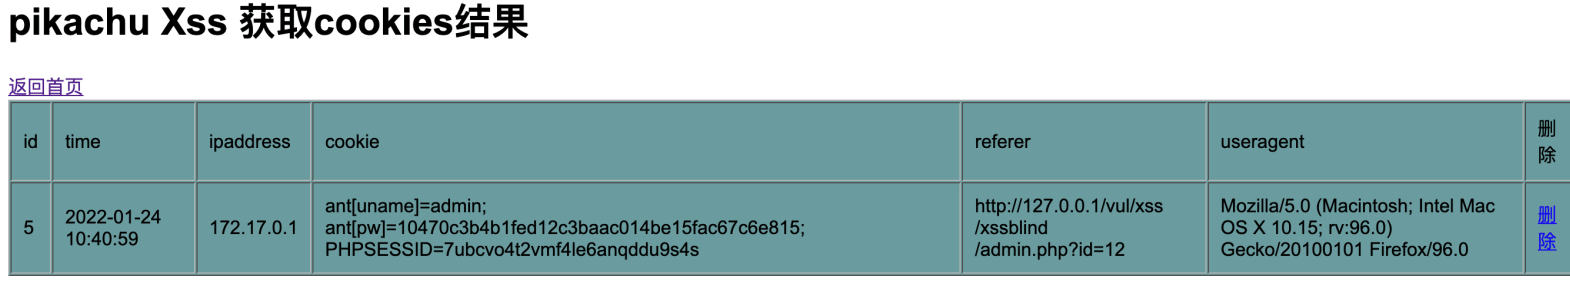 pikachu Xss 获取cookies结果
返回首页
id time ipaddress cookie referer useragent 删
除
5
2022-01-24
10:40:59
172.17.0.1
ant[uname]=admin;
ant[pw]=10470c3b4b1fed12c3baac014be15fac67c6e815;
PHPSESSID=7ubcvo4t2vmf4le6anqddu9s4s
http://127.0.0.1/vul/xss
/xssblind
/admin.php?id=12
Mozilla/5.0 (Macintosh; Intel Mac
OS X 10.15; rv:96.0)
Gecko/20100101 Firefox/96.0
删
除